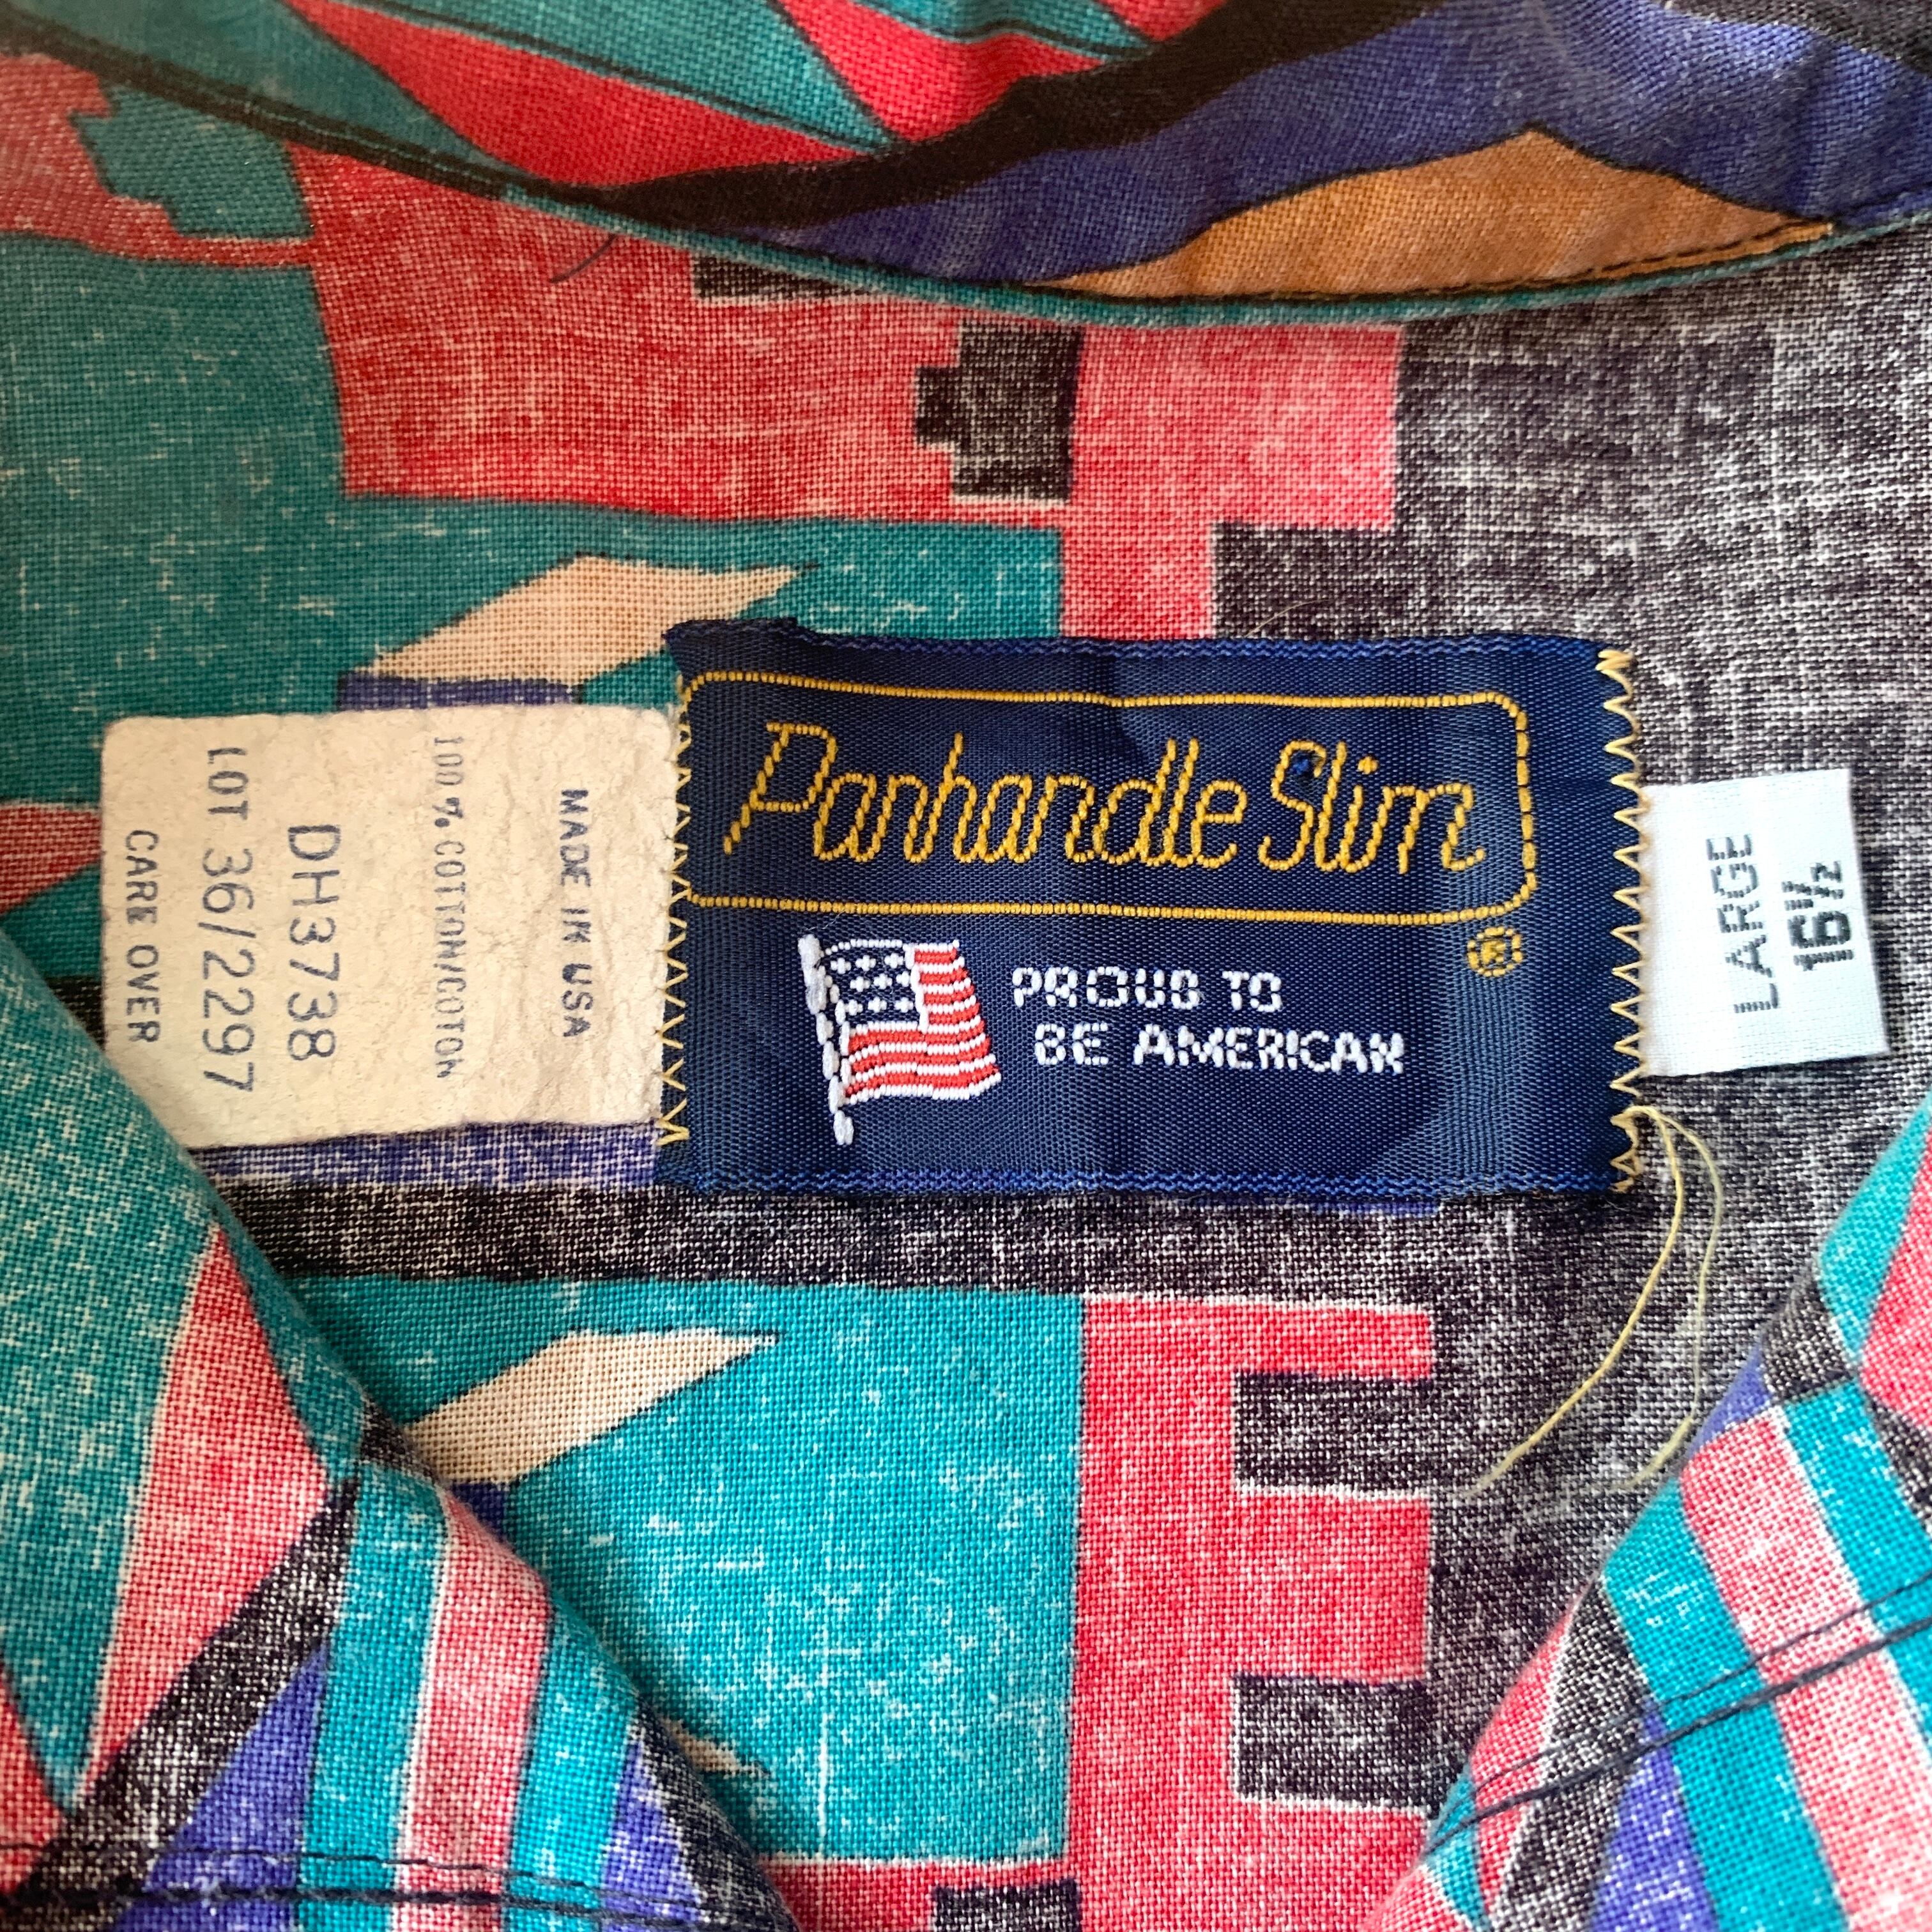 Panhandle Slim
®
PROUD TO
BE AMERICAN
MADE IN USA
100% COTTON/COTON
DH3738
LOT 36/2297
CARE OVER
LARGE
16½